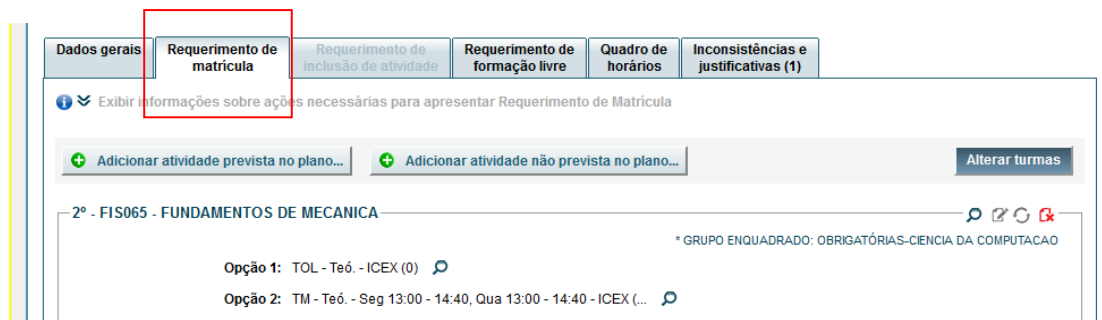 Dados gerais
Requerimento de
matrícula
Requerimento de
inclusão de atividade
Requerimento de
formação livre
Quadro de
horários
Inconsistências e
justificativas (1)
Exibir informações sobre ações necessárias para apresentar Requerimento de Matrícula
Adicionar atividade prevista no plano...
Adicionar atividade não prevista no plano...
Alterar turmas
2º - FIS065 - FUNDAMENTOS DE MECANICA
* GRUPO ENQUADRADO: OBRIGATÓRIAS-CIENCIA DA COMPUTACAO
Opção 1: TOL - Teó. - ICEX (0)
Opção 2: TM - Teó. - Seg 13:00 - 14:40, Qua 13:00 - 14:40 - ICEX (...